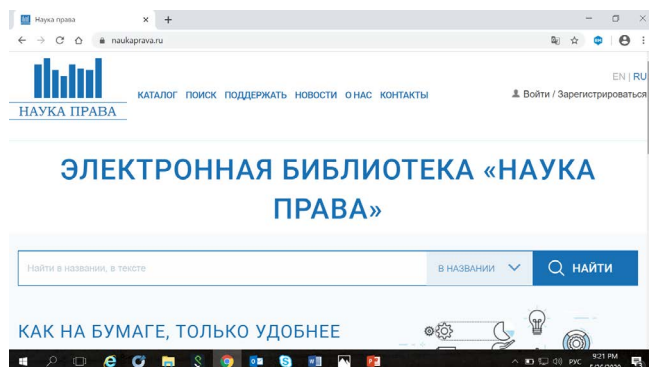 Наука права
naukaprava.ru
EN | RU
НАУКА ПРАВА
КАТАЛОГ ПОИСК ПОДДЕРЖАТЬ НОВОСТИ О НАС КОНТАКТЫ
Войти / Зарегистрироваться
ЭЛЕКТРОННАЯ БИБЛИОТЕКА «НАУКА
ПРАВА»
Найти в названии, в тексте
В НАЗВАНИИ
НАЙТИ
КАК НА БУМАГЕ, ТОЛЬКО УДОБНЕЕ
РУС
9:21 PM